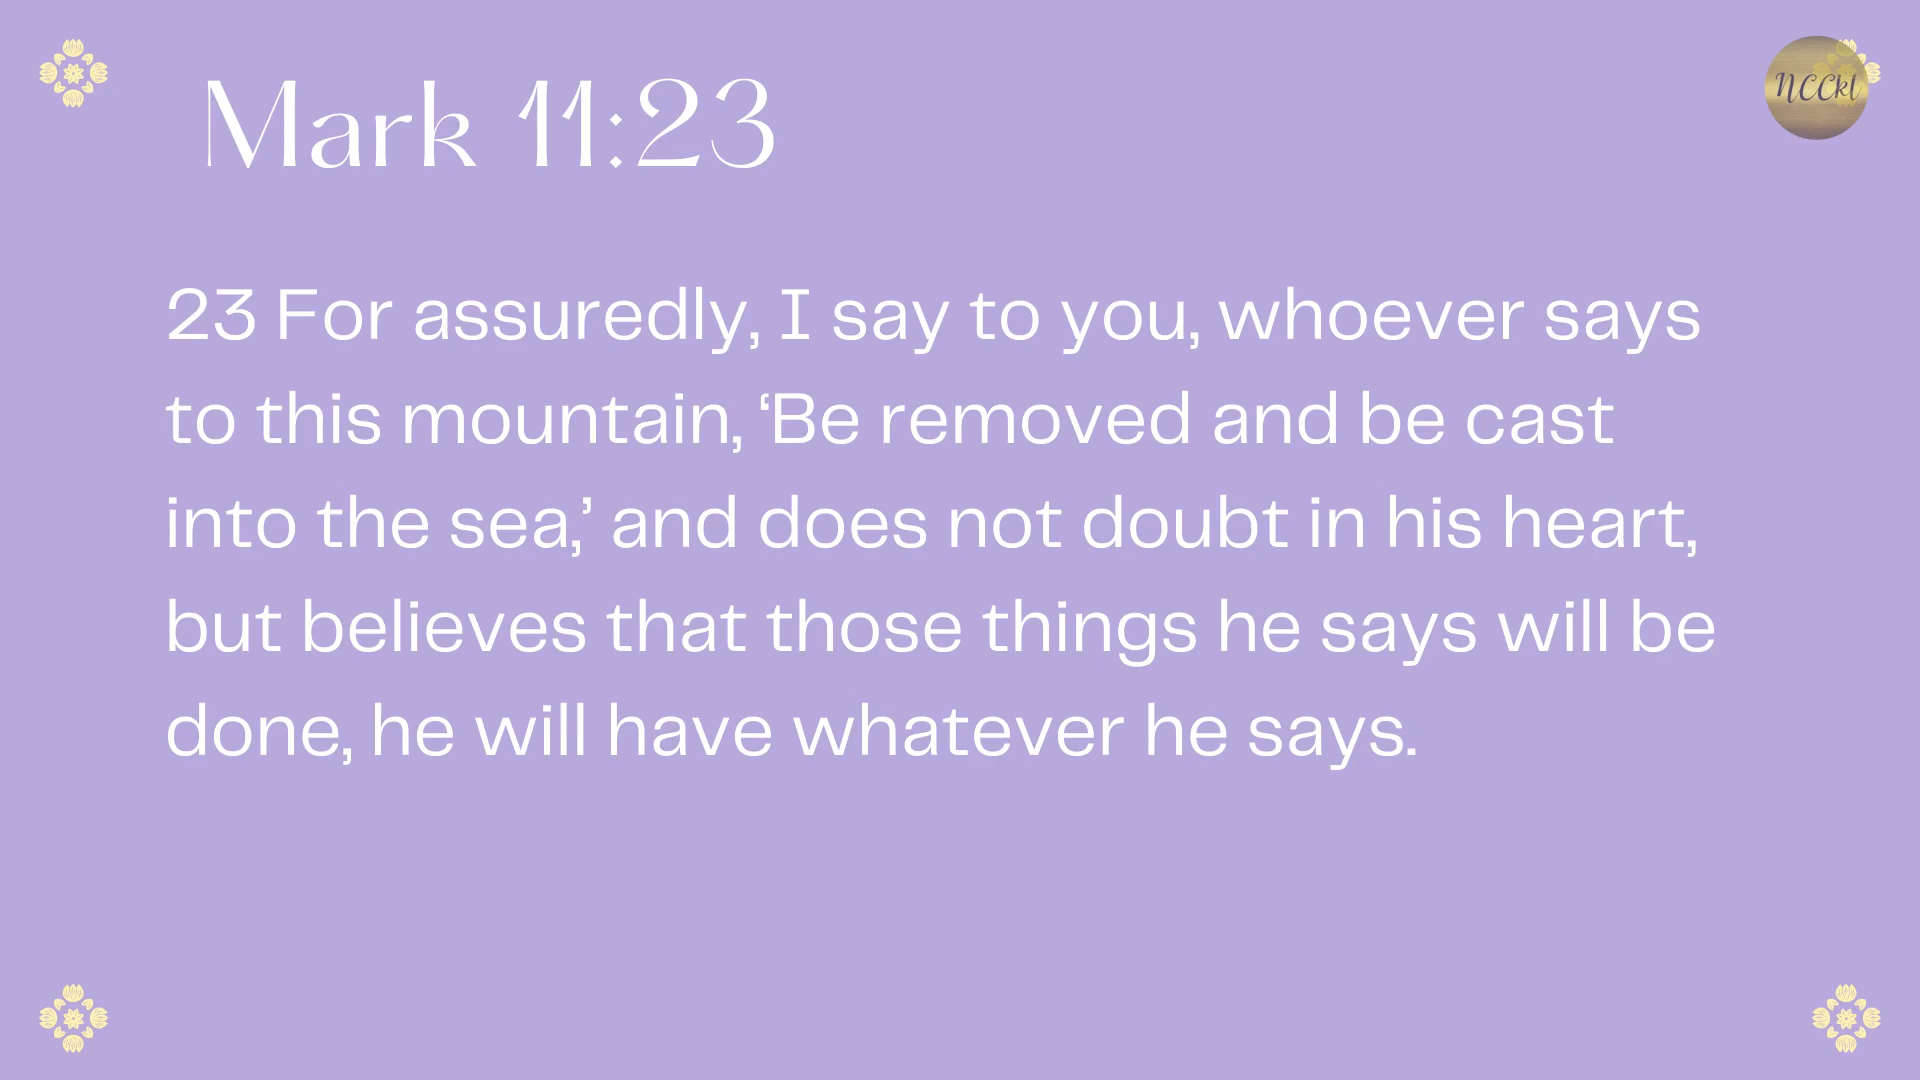 Mark 11:23
NCCkl
23 For assuredly, I say to you, whoever says
to this mountain, ‘Be removed and be cast
into the sea,’ and does not doubt in his heart,
but believes that those things he says will be
done, he will have whatever he says.